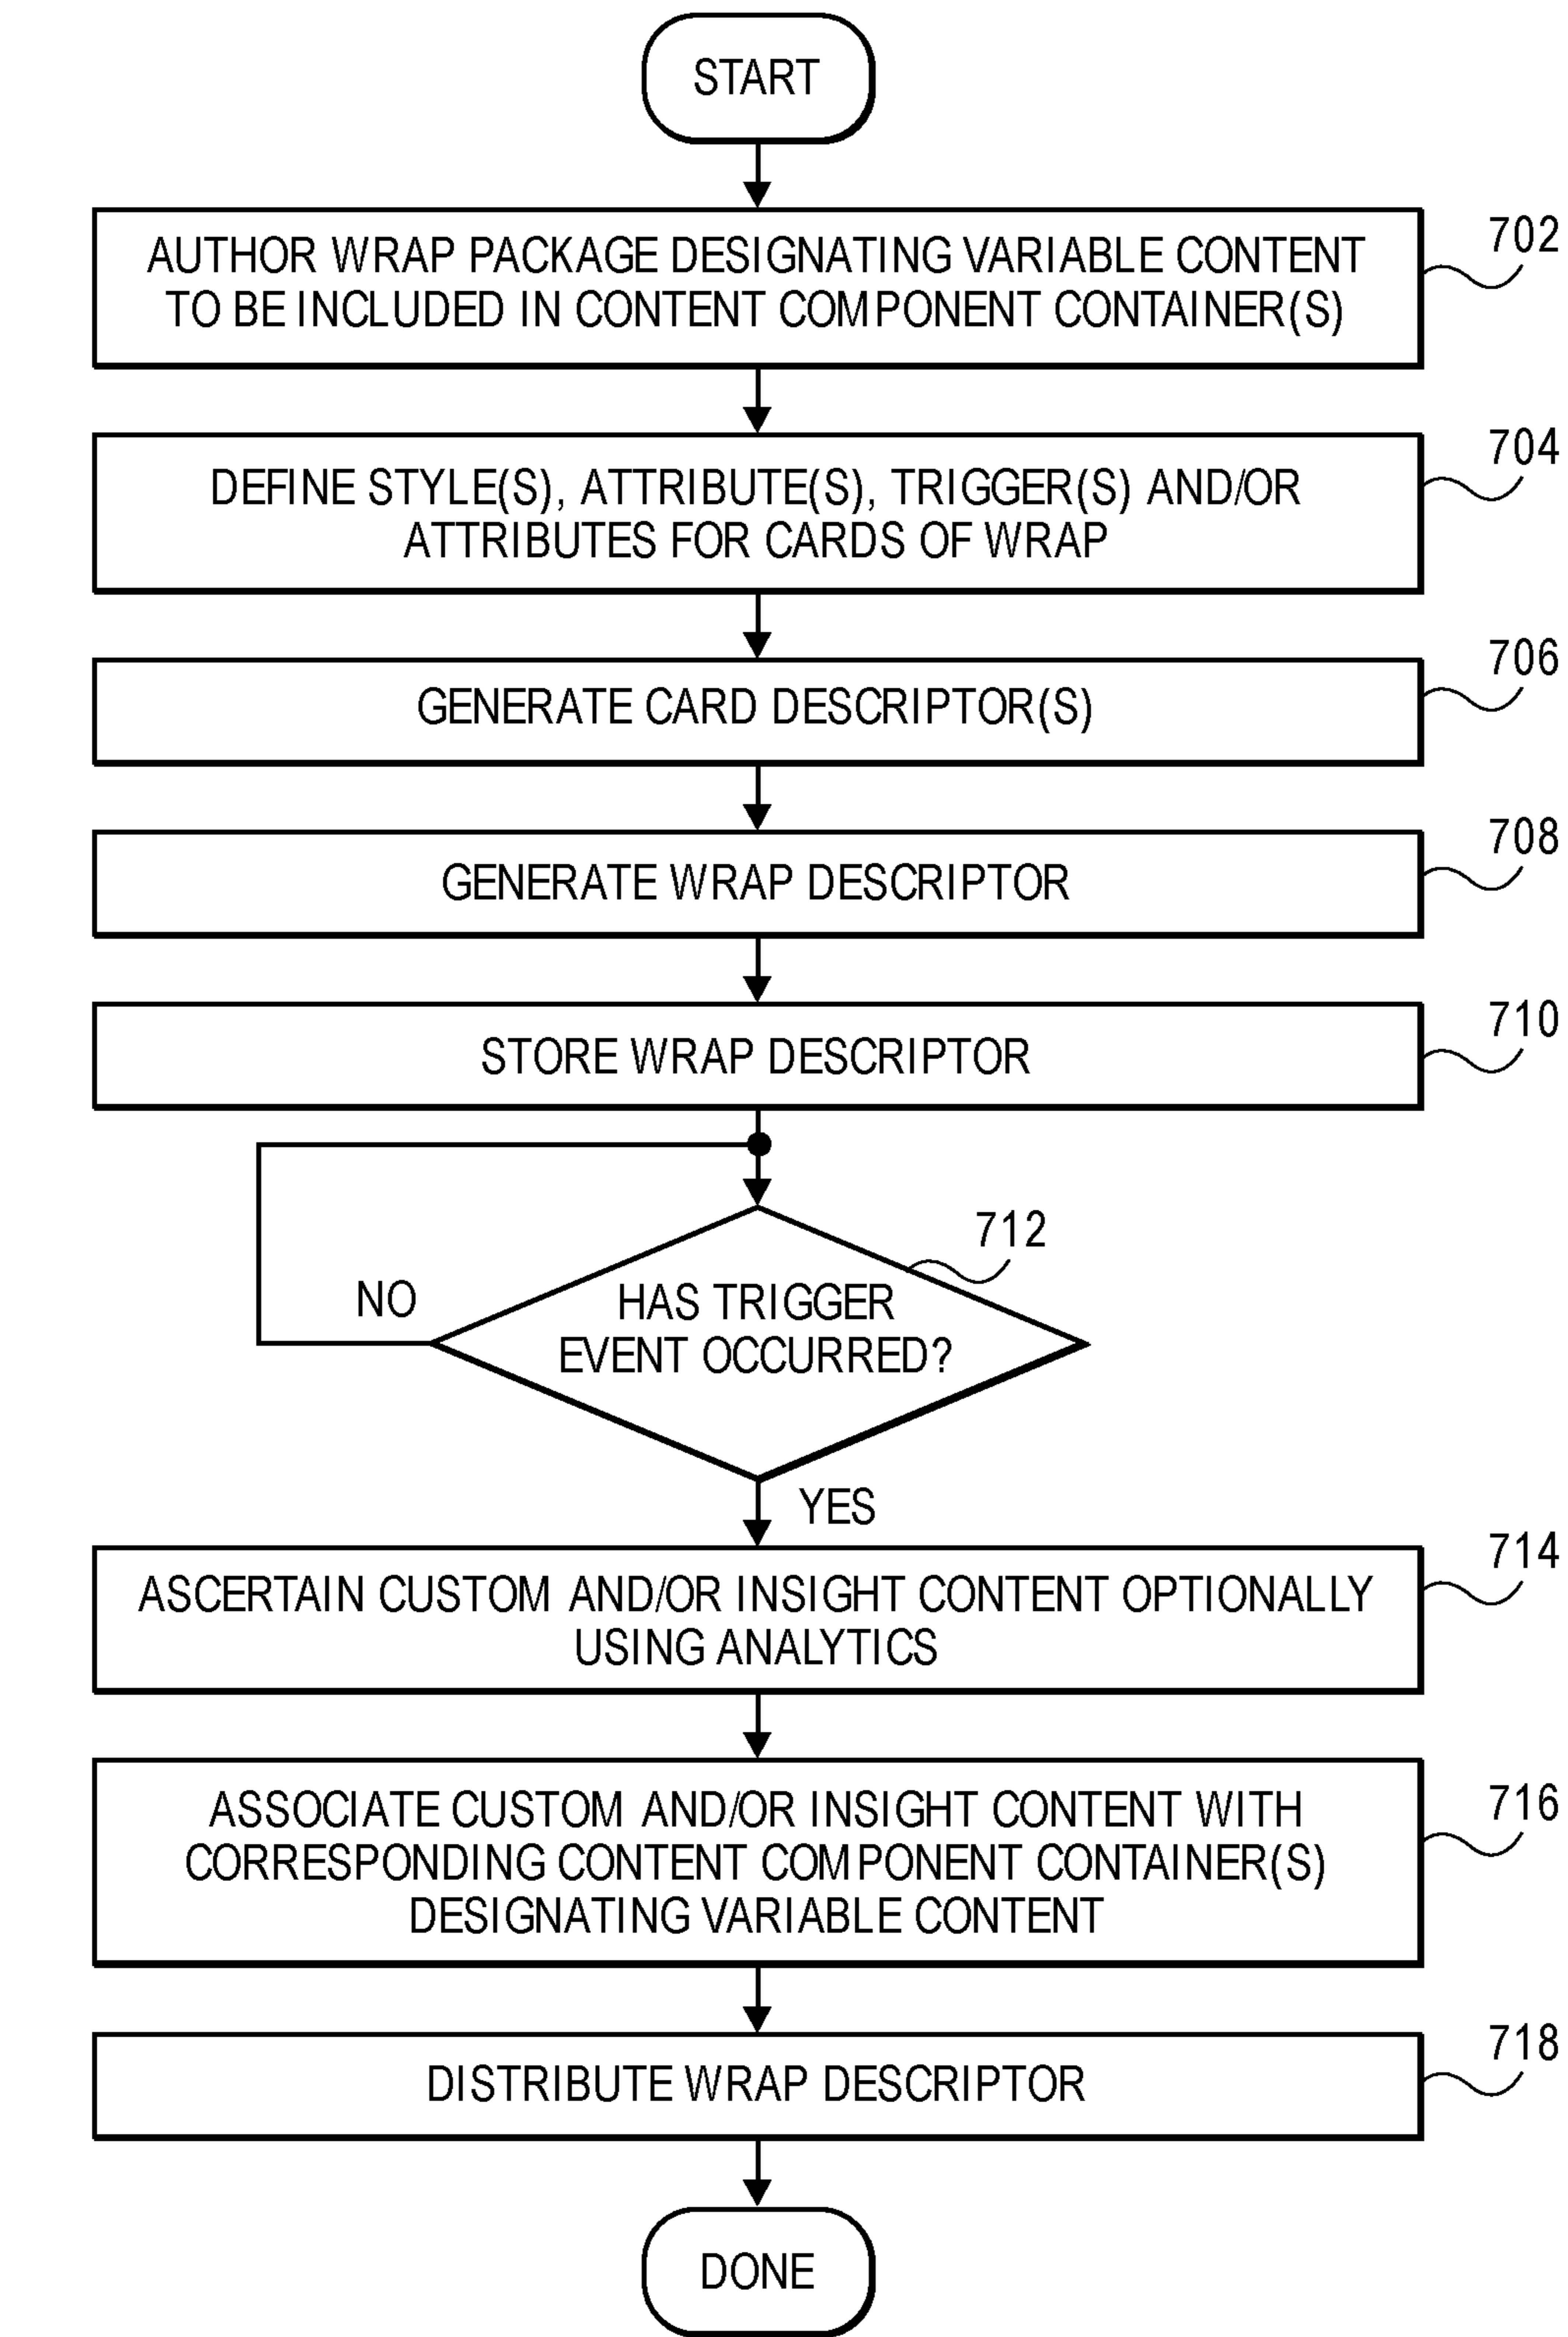 START
AUTHOR WRAP PACKAGE DESIGNATING VARIABLE CONTENT
TO BE INCLUDED IN CONTENT COMPONENT CONTAINER(S)
702
DEFINE STYLE(S), ATTRIBUTE(S), TRIGGER(S) AND/OR
ATTRIBUTES FOR CARDS OF WRAP
704
GENERATE CARD DESCRIPTOR(S)
706
GENERATE WRAP DESCRIPTOR
708
STORE WRAP DESCRIPTOR
710
HAS TRIGGER
EVENT OCCURRED?
712
NO
YES
ASCERTAIN CUSTOM AND/OR INSIGHT CONTENT OPTIONALLY
USING ANALYTICS
714
ASSOCIATE CUSTOM AND/OR INSIGHT CONTENT WITH
CORRESPONDING CONTENT COMPONENT CONTAINER(S)
DESIGNATING VARIABLE CONTENT
716
DISTRIBUTE WRAP DESCRIPTOR
718
DONE